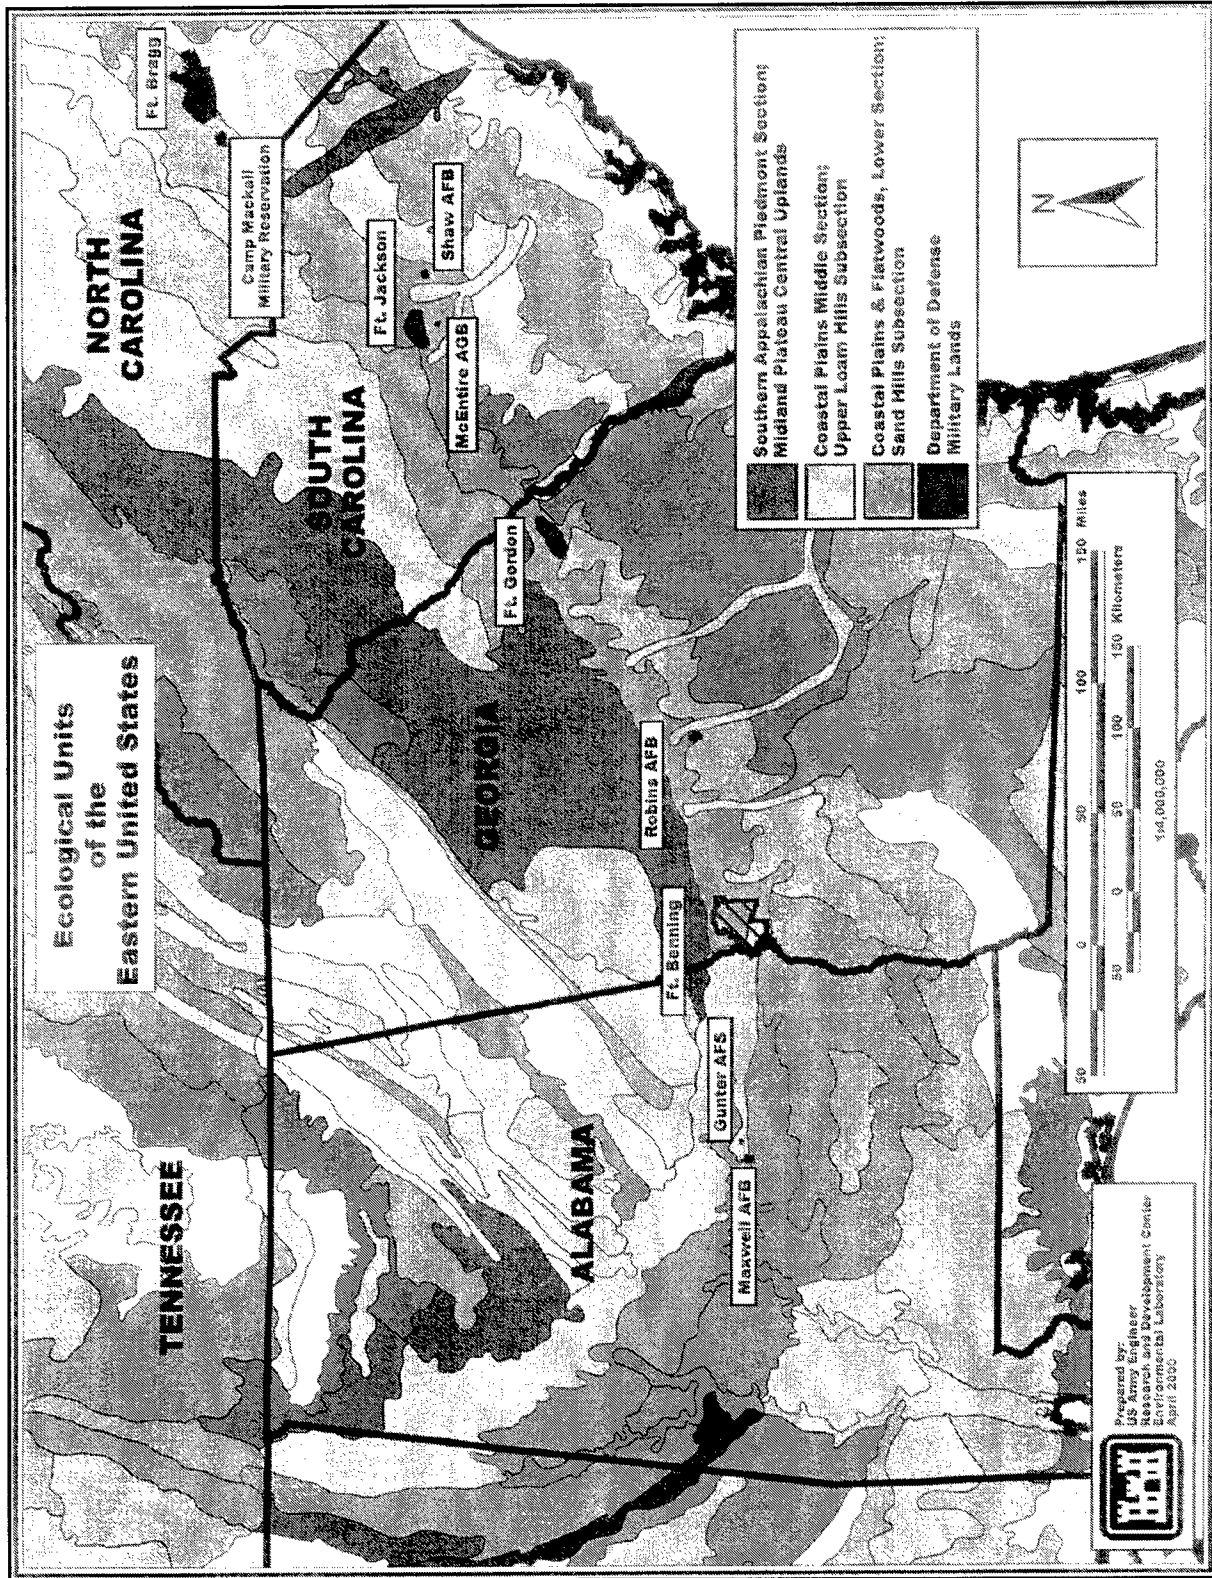 Ecological Units
of the
Eastern United States
TENNESSEE
NORTH
CAROLINA
SOUTH
CAROLINA
GEORGIA
ALABAMA
Ft. Bragg
Camp Mackall
Military Reservation
Ft. Jackson
Shaw AFB
McEntire AGB
Ft. Gordon
Robins AFB
Ft. Benning
Gunter AFS
Maxwell AFB
Southern Appalachian Piedmont Section;
Midland Plateau Central Uplands
Coastal Plains Middle Section;
Upper Loam Hills Subsection
Coastal Plains & Flatwoods, Lower Section;
Sand Hills Subsection
Department of Defense
Military Lands
N
50 0 50 100 150 Miles
50 0 50 100 150 Kilometers
1:4,000,000
Prepared by:
US Army Engineer
Research and Development Center
Environmental Laboratory
April 2000